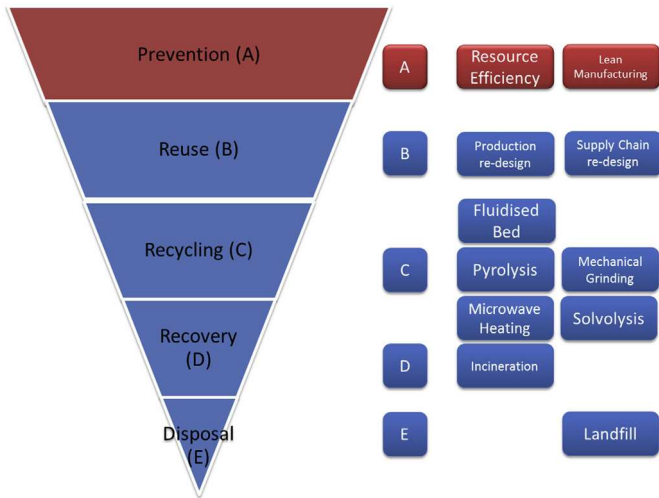 Prevention (A)
Reuse (B)
Recycling (C)
Recovery
(D)
Disposal
(E)
A
Resource
Efficiency
Lean
Manufacturing
B
Production
re-design
Supply Chain
re-design
Fluidised
Bed
C
Pyrolysis
Mechanical
Grinding
Microwave
Heating
Solvolysis
D
Incineration
E
Landfill